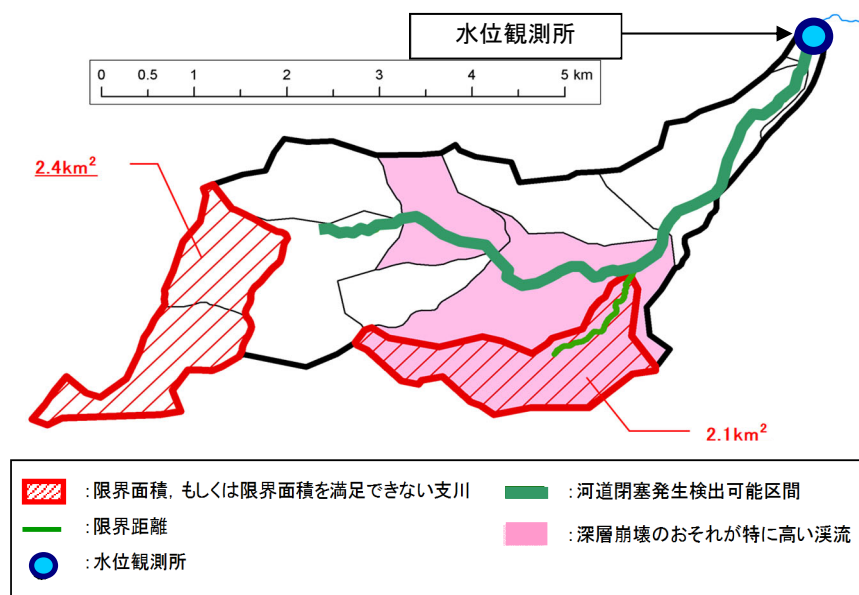 水位観測所
0 0.5 1 2 3 4 5 km
2.4km²
2.1km²
:限界面積，もしくは限界面積を満足できない支川
:河道閉塞発生検出可能区間
:限界距離
:深層崩壊のおそれが特に高い渓流
:水位観測所